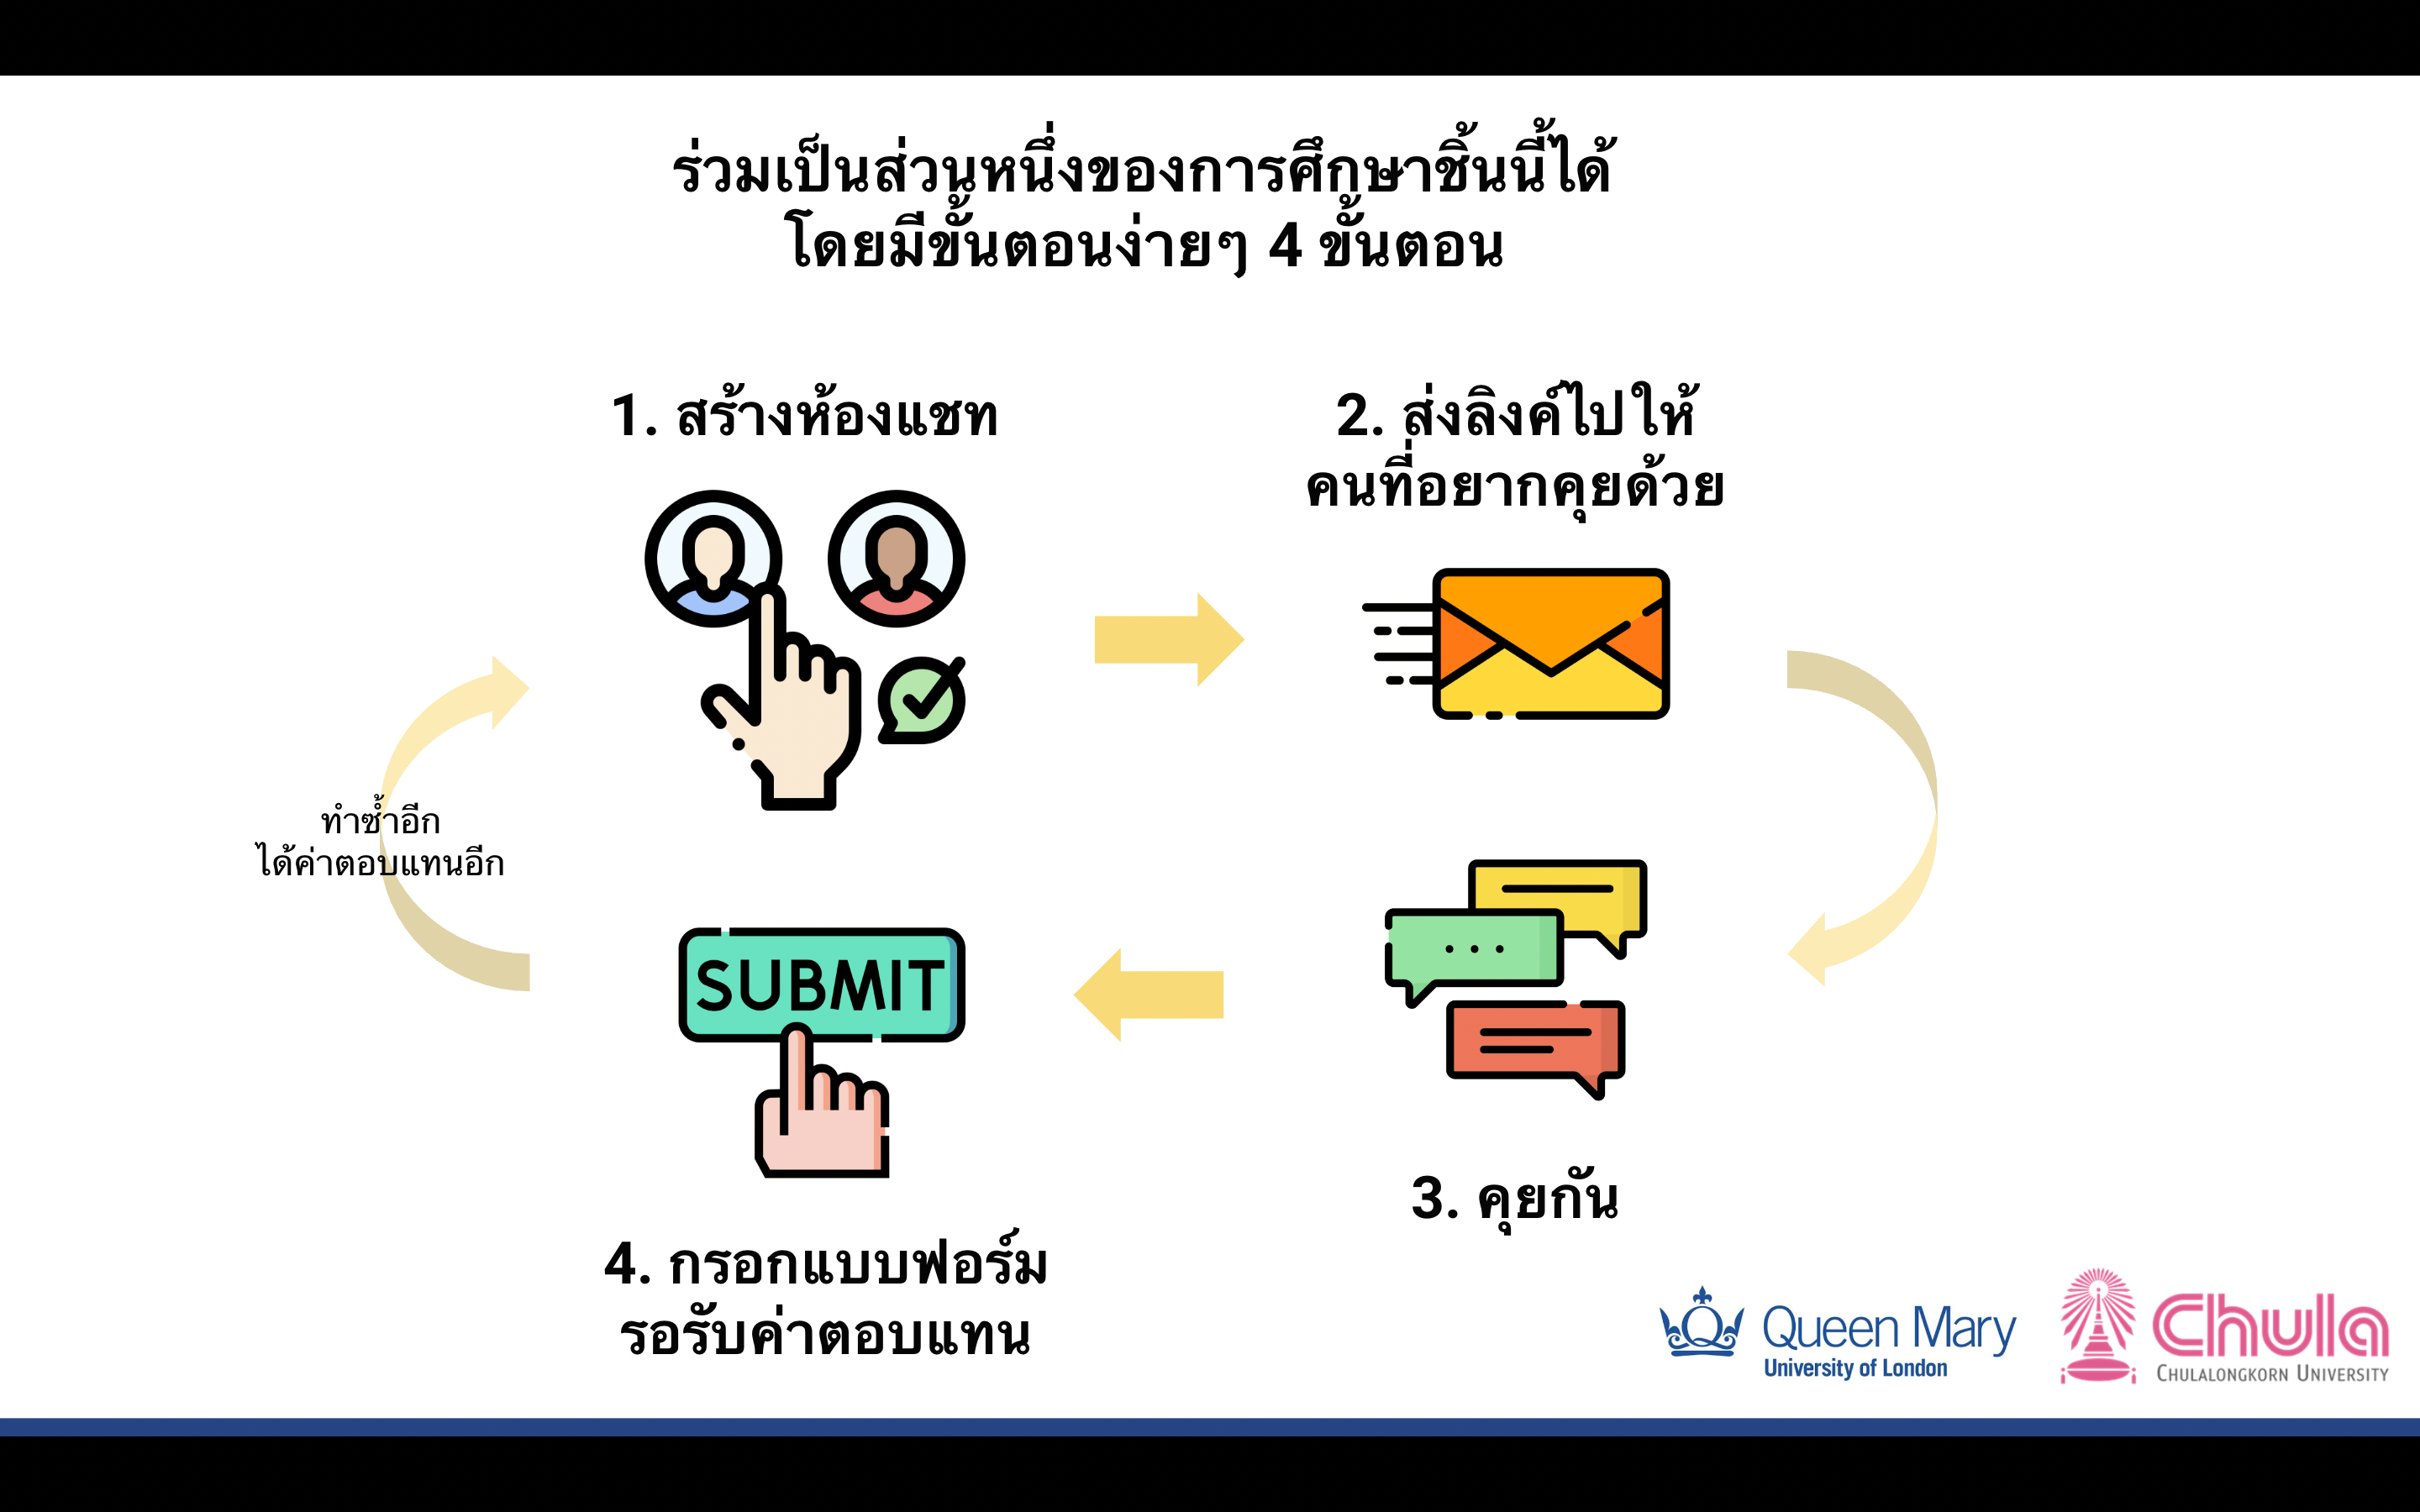 ร่วมเป็นส่วนหนึ่งของการศึกษาชิ้นนี้ได้
โดยมีขั้นตอนง่ายๆ 4 ขั้นตอน
1. สร้างห้องแชท
2. ส่งลิงค์ไปให้
คนที่อยากคุยด้วย
ทำซ้ำอีก
ได้ค่าตอบแทนอีก
SUBMIT
3. คุยกัน
4. กรอกแบบฟอร์ม
รอรับค่าตอบแทน
Queen Mary
University of London
Chula
CHULALONGKORN UNIVERSITY